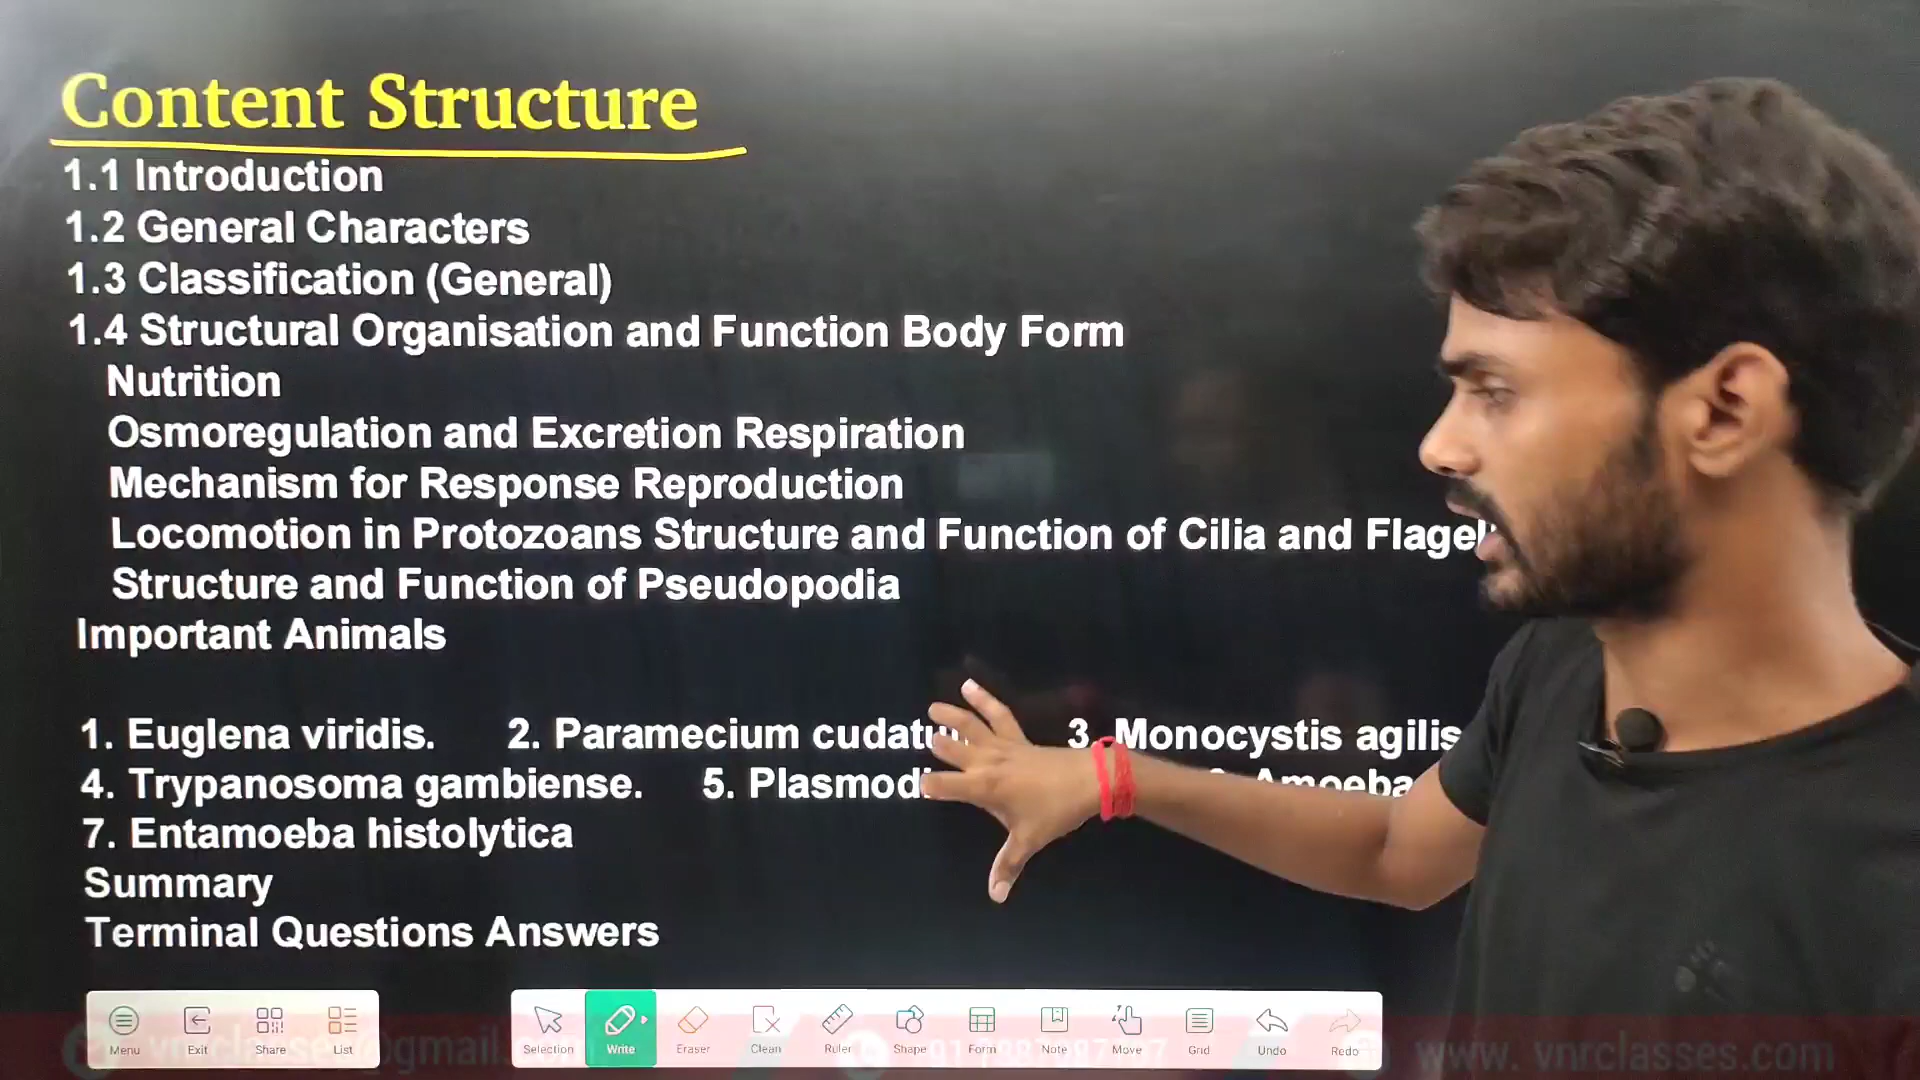 Content Structure
1.1 Introduction
1.2 General Characters
1.3 Classification (General)
1.4 Structural Organisation and Function Body Form
Nutrition
Osmoregulation and Excretion Respiration
Mechanism for Response Reproduction
Locomotion in Protozoans Structure and Function of Cilia and
Structure and Function of Pseudopodia
Important Animals
1. Euglena viridis. 2. Paramecium 3. Monocystis agilis
4. Trypanosoma gambiense. 5. Amoeba
7. Entamoeba histolytica
Summary
Terminal Questions Answers
Menu Exit Share List Selection Write Eraser Clean Ruler Shape Form Note Move Grid Undo Redo
www. vnrclasses.com